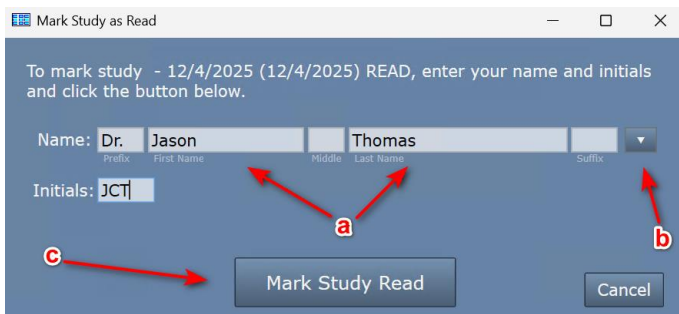 Mark Study as Read
To mark study - 12/4/2025 (12/4/2025) READ, enter your name and initials
and click the button below.
Name: Dr. Jason Thomas
Prefix First Name Middle Last Name Suffix
Initials: JCT
a
b
c
Mark Study Read
Cancel